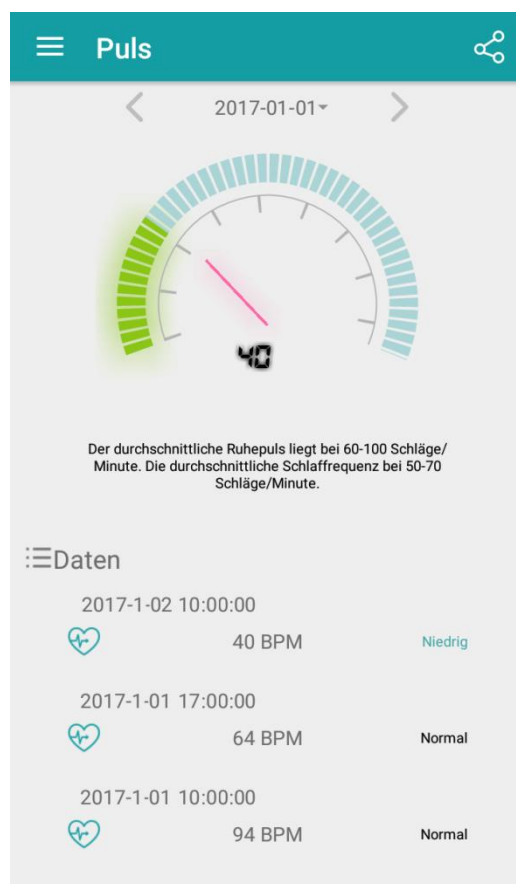 Puls
2017-01-01
40
Der durchschnittliche Ruhepuls liegt bei 60-100 Schläge/
Minute. Die durchschnittliche Schlaffrequenz bei 50-70
Schläge/Minute.
Daten
2017-1-02 10:00:00
40 BPM Niedrig
2017-1-01 17:00:00
64 BPM Normal
2017-1-01 10:00:00
94 BPM Normal